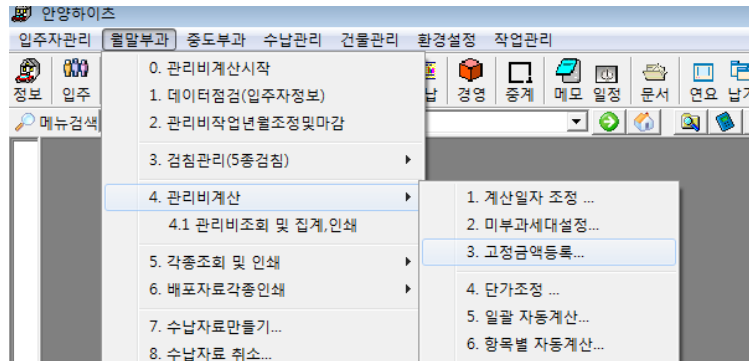 안양하이츠
입주자관리 월말부과 중도부과 수납관리 건물관리 환경설정 작업관리
정보 입주 납 경영 중계 메모 일정 문서 연요 납기
메뉴검색
0. 관리비계산시작
1. 데이터점검(입주자정보)
2. 관리비작업년월조정및마감
3. 검침관리(5종검침)
4. 관리비계산
4.1 관리비조회 및 집계,인쇄
5. 각종조회 및 인쇄
6. 배포자료각종인쇄
7. 수납자료만들기...
8. 수납자료 취소...
1. 계산일자 조정 ...
2. 미부과세대설정...
3. 고정금액등록...
4. 단가조정 ...
5. 일괄 자동계산...
6. 항목별 자동계산...